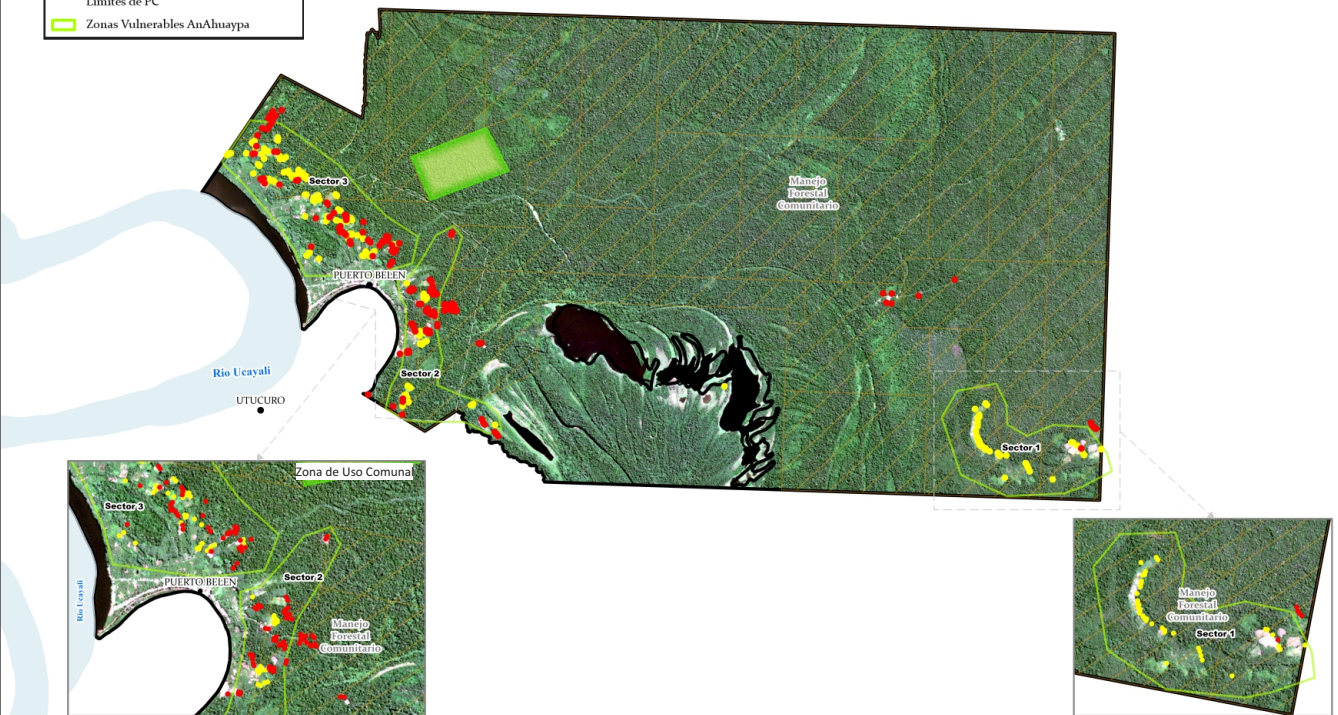 Límites de PC
Zonas Vulnerables AnAhuaypa
Sector 3
Manejo
Forestal
Comunitario
PUERTO BELEN
Rio Ucayali
Sector 2
UTUCURO
Sector 1
Zona de Uso Comunal
Sector 3
Sector 2
PUERTO BELEN
Rio Ucayali
Manejo
Forestal
Comunitario
Manejo
Forestal
Comunitario
Sector 1